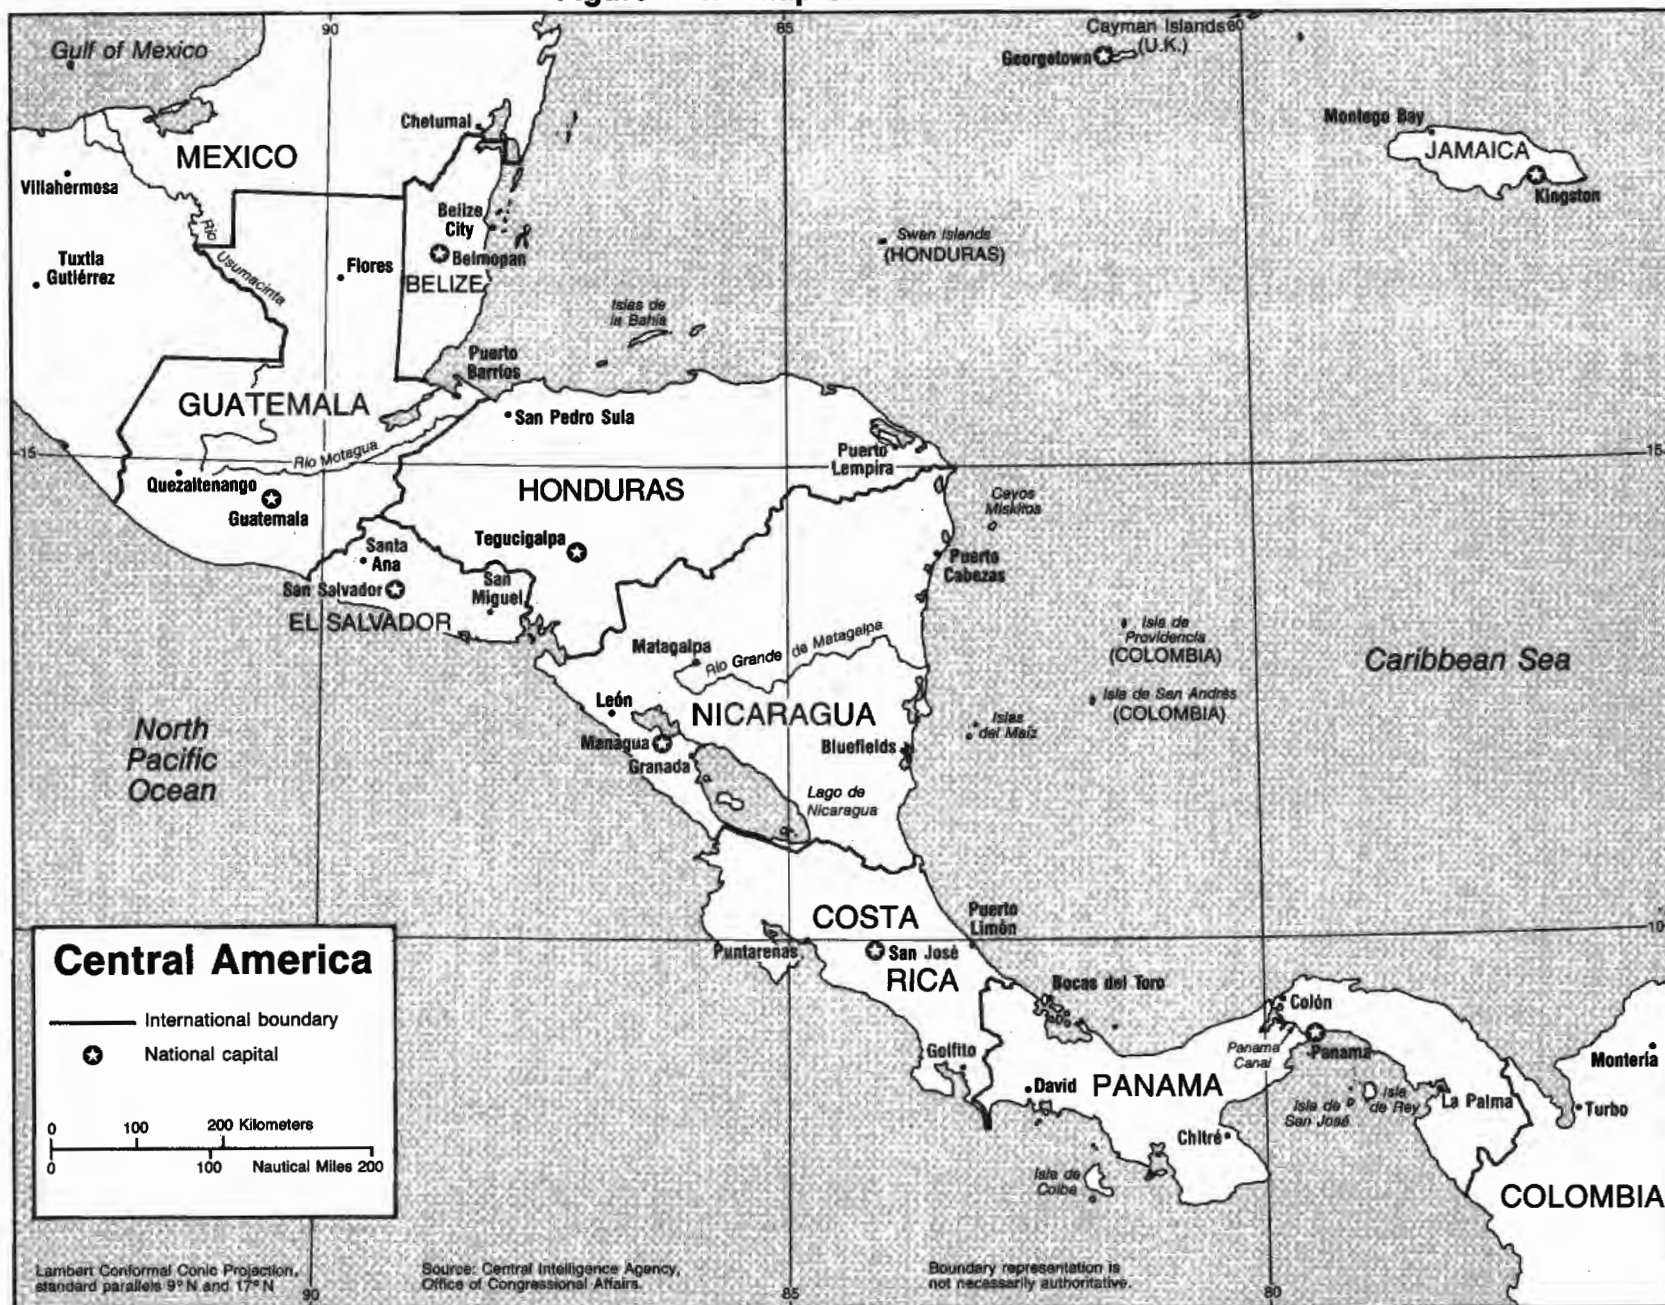 90
85
80
Gulf of Mexico
Cayman Islands
(U.K.)
Georgetown
Chetumal
Montego Bay
MEXICO
JAMAICA
Villahermosa
Kingston
Belize
City
Rio
Usumacinta
Swan Islands
(HONDURAS)
Tuxtla
Gutiérrez
Flores
Belmopan
BELIZE
Islas de
la Bahía
Puerto
Barrios
GUATEMALA
San Pedro Sula
15
Río Motagua
Puerto
Lempira
15
Quezaltenango
HONDURAS
Cayos
Miskitos
Guatemala
Tegucigalpa
Santa
Ana
Puerto
Cabezas
San Salvador
San
Miguel
EL SALVADOR
Isla de
Providencia
(COLOMBIA)
Matagalpa
Rio Grande de Matagalpa
Caribbean Sea
León
Isla de San Andrés
(COLOMBIA)
NICARAGUA
North
Pacific
Ocean
Islas
del Maíz
Managua
Bluefields
Granada
Lago de
Nicaragua
COSTA
RICA
Puerto
Limón
10
Puntarenas
San José
Central America
International boundary
National capital
0 100 200 Kilometers
0 100 Nautical Miles 200
Bocas del Toro
Colón
Golfito
Panama
Canal
Panama
Montería
David
PANAMA
Isla de
San José
Isla
de Rey
La Palma
Turbo
Chitré
Isla de
Coiba
COLOMBIA
Lambert Conformal Conic Projection,
standard parallels 9° N and 17° N
Source: Central Intelligence Agency,
Office of Congressional Affairs.
Boundary representation is
not necessarily authoritative.
90
85
80